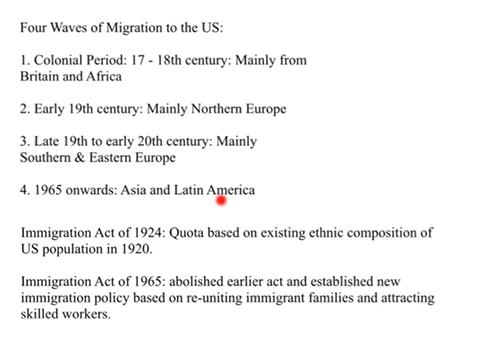 Four Waves of Migration to the US:
1. Colonial Period: 17 - 18th century: Mainly from
Britain and Africa
2. Early 19th century: Mainly Northern Europe
3. Late 19th to early 20th century: Mainly
Southern & Eastern Europe
4. 1965 onwards: Asia and Latin America
Immigration Act of 1924: Quota based on existing ethnic composition of
US population in 1920.
Immigration Act of 1965: abolished earlier act and established new
immigration policy based on re-uniting immigrant families and attracting
skilled workers.